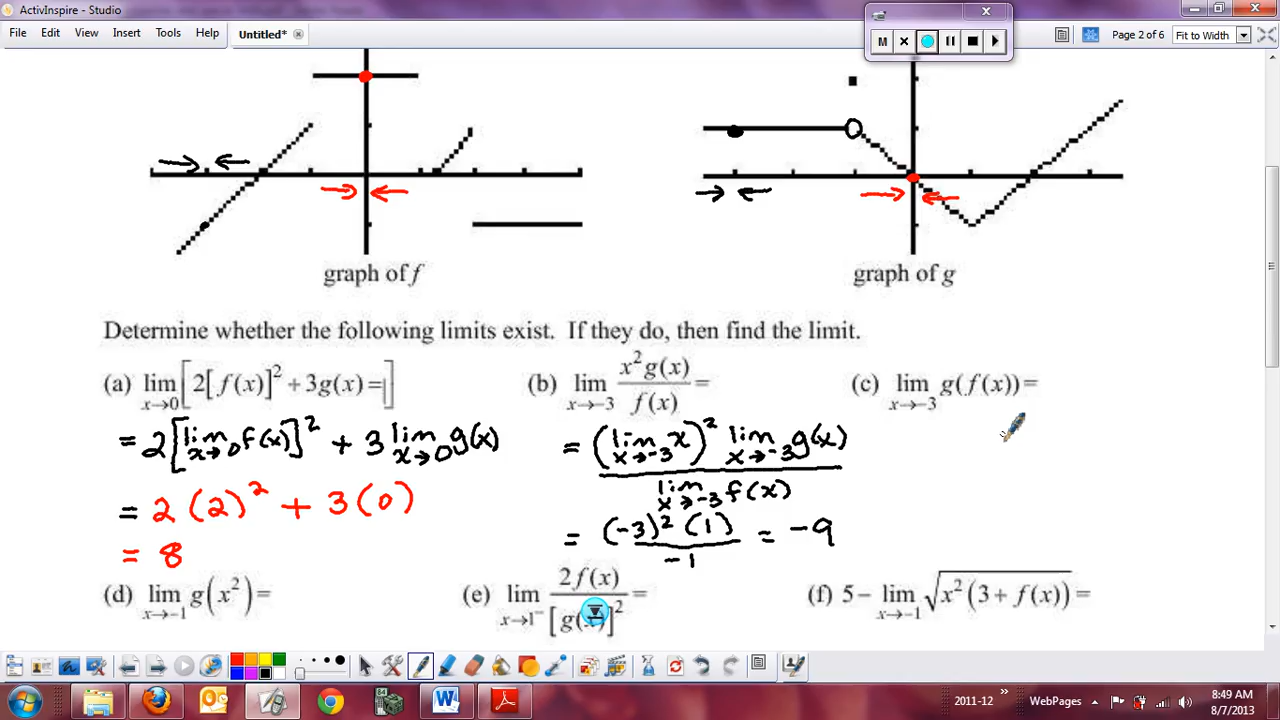 ActivInspire - Studio
File Edit View Insert Tools Help Untitled*
M
Page 2 of 6 Fit to Width
graph of f
graph of g
Determine whether the following limits exist. If they do, then find the limit.
(a) lim x→0 [2[f(x)]² + 3g(x) =]
(b) lim x→-3 x²g(x) / f(x) =
(c) lim x→-3 g(f(x)) =
= 2[lim x→0 f(x)]² + 3 lim x→0 g(x)
= (lim x→-3 x)² lim x→-3 g(x) / lim x→-3 f(x)
= 2(2)² + 3(0)
= (-3)²(1) / -1 = -9
= 8
(d) lim x→-1 g(x²) =
(e) lim x→1⁻ 2f(x) / [g(x)]² =
(f) 5 - lim x→-1 √x²(3 + f(x)) =
2011-12 » WebPages » 8:49 AM
8/7/2013